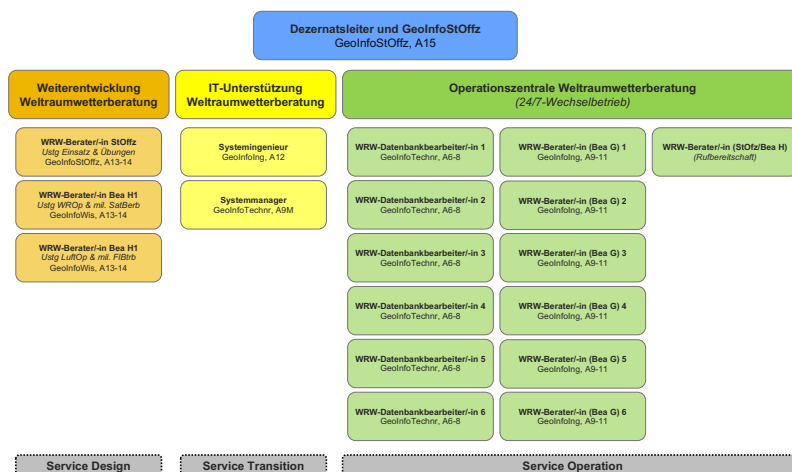 Dezernatsleiter und GeoInfoStOffz
GeoInfoStOffz, A15
Weiterentwicklung
Weltraumwetterberatung
IT-Unterstützung
Weltraumwetterberatung
Operationszentrale Weltraumwetterberatung
(24/7-Wechselbetrieb)
WRW-Berater/-in StOffz
Ustg Einsatz & Übungen
GeoInfoStOffz, A13-14
WRW-Berater/-in Bea H1
Ustg WROp & mil. SatBerb
GeoInfoWis, A13-14
WRW-Berater/-in Bea H1
Ustg LuftOp & mil. FlBtrb
GeoInfoWis, A13-14
Systemingenieur
GeoInfoIng, A12
Systemmanager
GeoInfoTechnr, A9M
WRW-Datenbankbearbeiter/-in 1
GeoInfoTechnr, A6-8
WRW-Datenbankbearbeiter/-in 2
GeoInfoTechnr, A6-8
WRW-Datenbankbearbeiter/-in 3
GeoInfoTechnr, A6-8
WRW-Datenbankbearbeiter/-in 4
GeoInfoTechnr, A6-8
WRW-Datenbankbearbeiter/-in 5
GeoInfoTechnr, A6-8
WRW-Datenbankbearbeiter/-in 6
GeoInfoTechnr, A6-8
WRW-Berater/-in (Bea G) 1
GeoInfoIng, A9-11
WRW-Berater/-in (Bea G) 2
GeoInfoIng, A9-11
WRW-Berater/-in (Bea G) 3
GeoInfoIng, A9-11
WRW-Berater/-in (Bea G) 4
GeoInfoIng, A9-11
WRW-Berater/-in (Bea G) 5
GeoInfoIng, A9-11
WRW-Berater/-in (Bea G) 6
GeoInfoIng, A9-11
WRW-Berater/-in (StOfz/Bea H)
(Rufbereitschaft)
Service Design
Service Transition
Service Operation